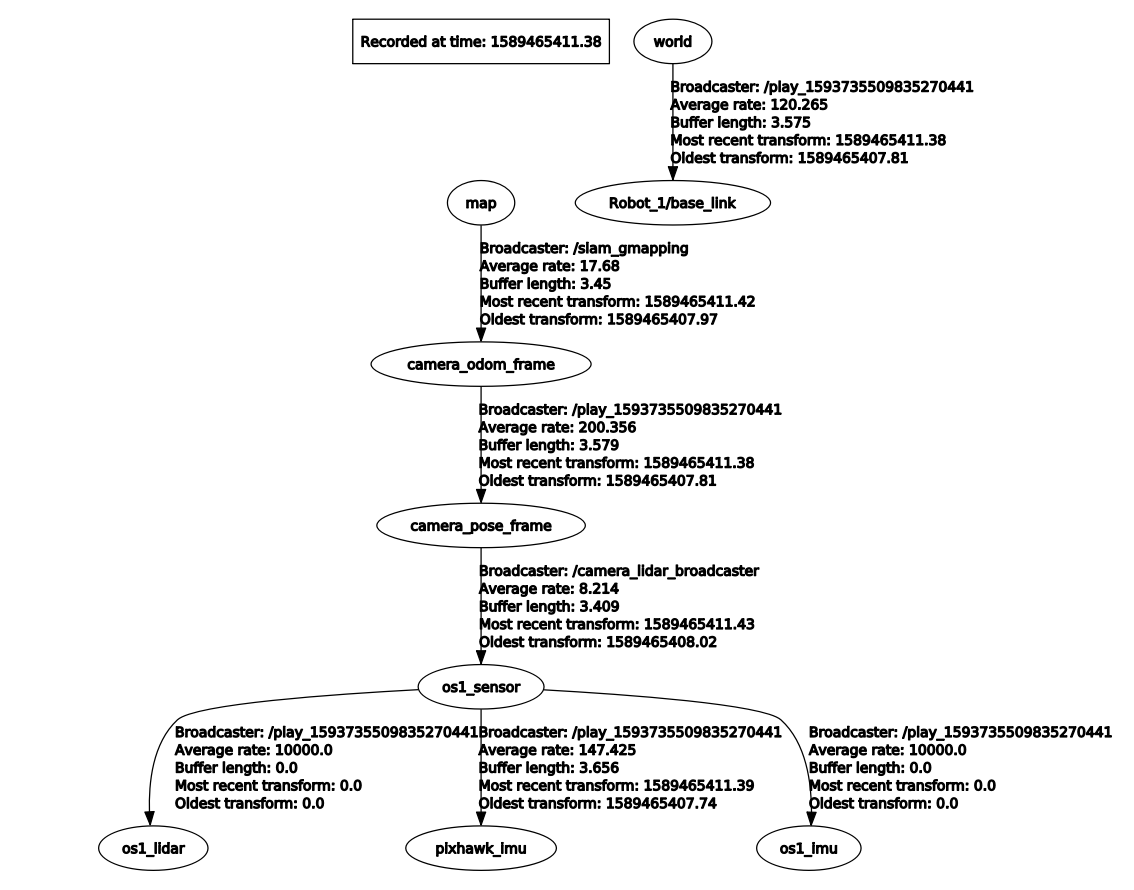 Recorded at time: 1589465411.38
world
Broadcaster: /play_1593735509835270441
Average rate: 120.265
Buffer length: 3.575
Most recent transform: 1589465411.38
Oldest transform: 1589465407.81
map
Robot_1/base_link
Broadcaster: /slam_gmapping
Average rate: 17.68
Buffer length: 3.45
Most recent transform: 1589465411.42
Oldest transform: 1589465407.97
camera_odom_frame
Broadcaster: /play_1593735509835270441
Average rate: 200.356
Buffer length: 3.579
Most recent transform: 1589465411.38
Oldest transform: 1589465407.81
camera_pose_frame
Broadcaster: /camera_lidar_broadcaster
Average rate: 8.214
Buffer length: 3.409
Most recent transform: 1589465411.43
Oldest transform: 1589465408.02
os1_sensor
Broadcaster: /play_1593735509835270441
Average rate: 10000.0
Buffer length: 0.0
Most recent transform: 0.0
Oldest transform: 0.0
Broadcaster: /play_1593735509835270441
Average rate: 147.425
Buffer length: 3.656
Most recent transform: 1589465411.39
Oldest transform: 1589465407.74
Broadcaster: /play_1593735509835270441
Average rate: 10000.0
Buffer length: 0.0
Most recent transform: 0.0
Oldest transform: 0.0
os1_lidar
pixhawk_imu
os1_imu